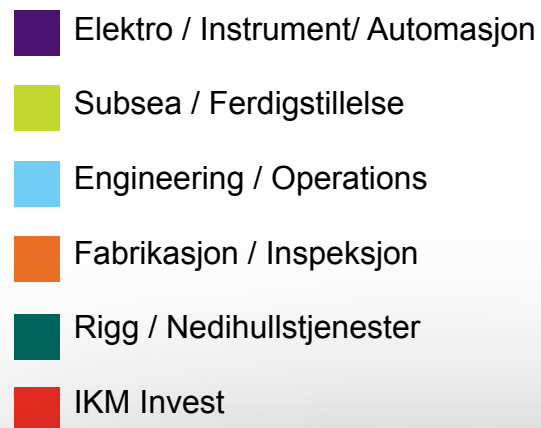 Elektro / Instrument/ Automasjon
Subsea / Ferdigstillelse
Engineering / Operations
Fabrikasjon / Inspeksjon
Rigg / Nedihullstjenester
IKM Invest